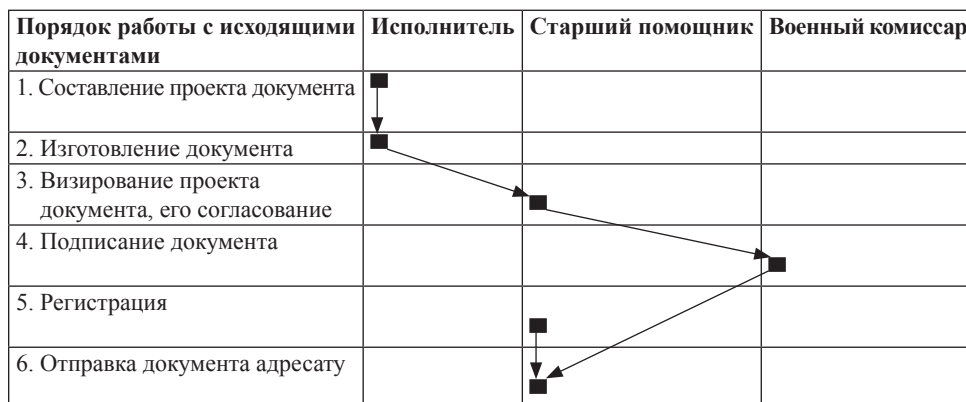 Порядок работы с исходящими документами Исполнитель Старший помощник Военный комиссар
1. Составление проекта документа
2. Изготовление документа
3. Визирование проекта
документа, его согласование
4. Подписание документа
5. Регистрация
6. Отправка документа адресату